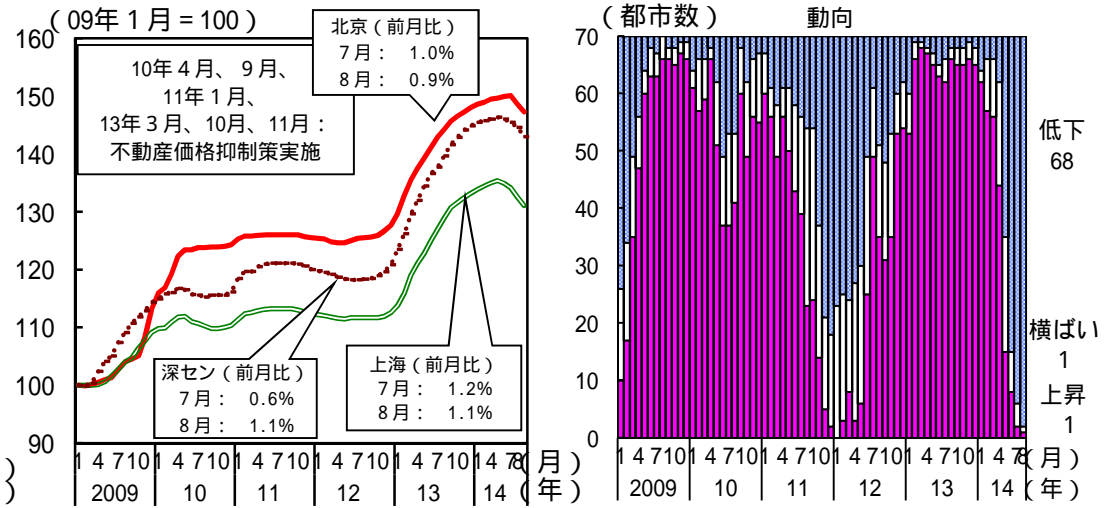 （09年１月＝100）
160
150
140
130
120
110
100
90
10年４月、９月、
11年１月、
13年３月、10月、11月：
不動産価格抑制策実施
北京（前月比）
７月： 1.0%
８月： 0.9%
深セン（前月比）
７月： 0.6%
８月： 1.1%
上海（前月比）
７月： 1.2%
８月： 1.1%
1 4 7 10 1 4 7 10 1 4 7 10 1 4 7 10 1 4 7 10 1 4 7 8 （月）
2009 10 11 12 13 14 （年）
）
）
（都市数） 動向
70
60
50
40
30
20
10
0
低下
68
横ばい
1
上昇
1
1 4 7 10 1 4 7 10 1 4 7 10 1 4 7 10 1 4 7 10 1 4 7 8 （月）
2009 10 11 12 13 14 （年）